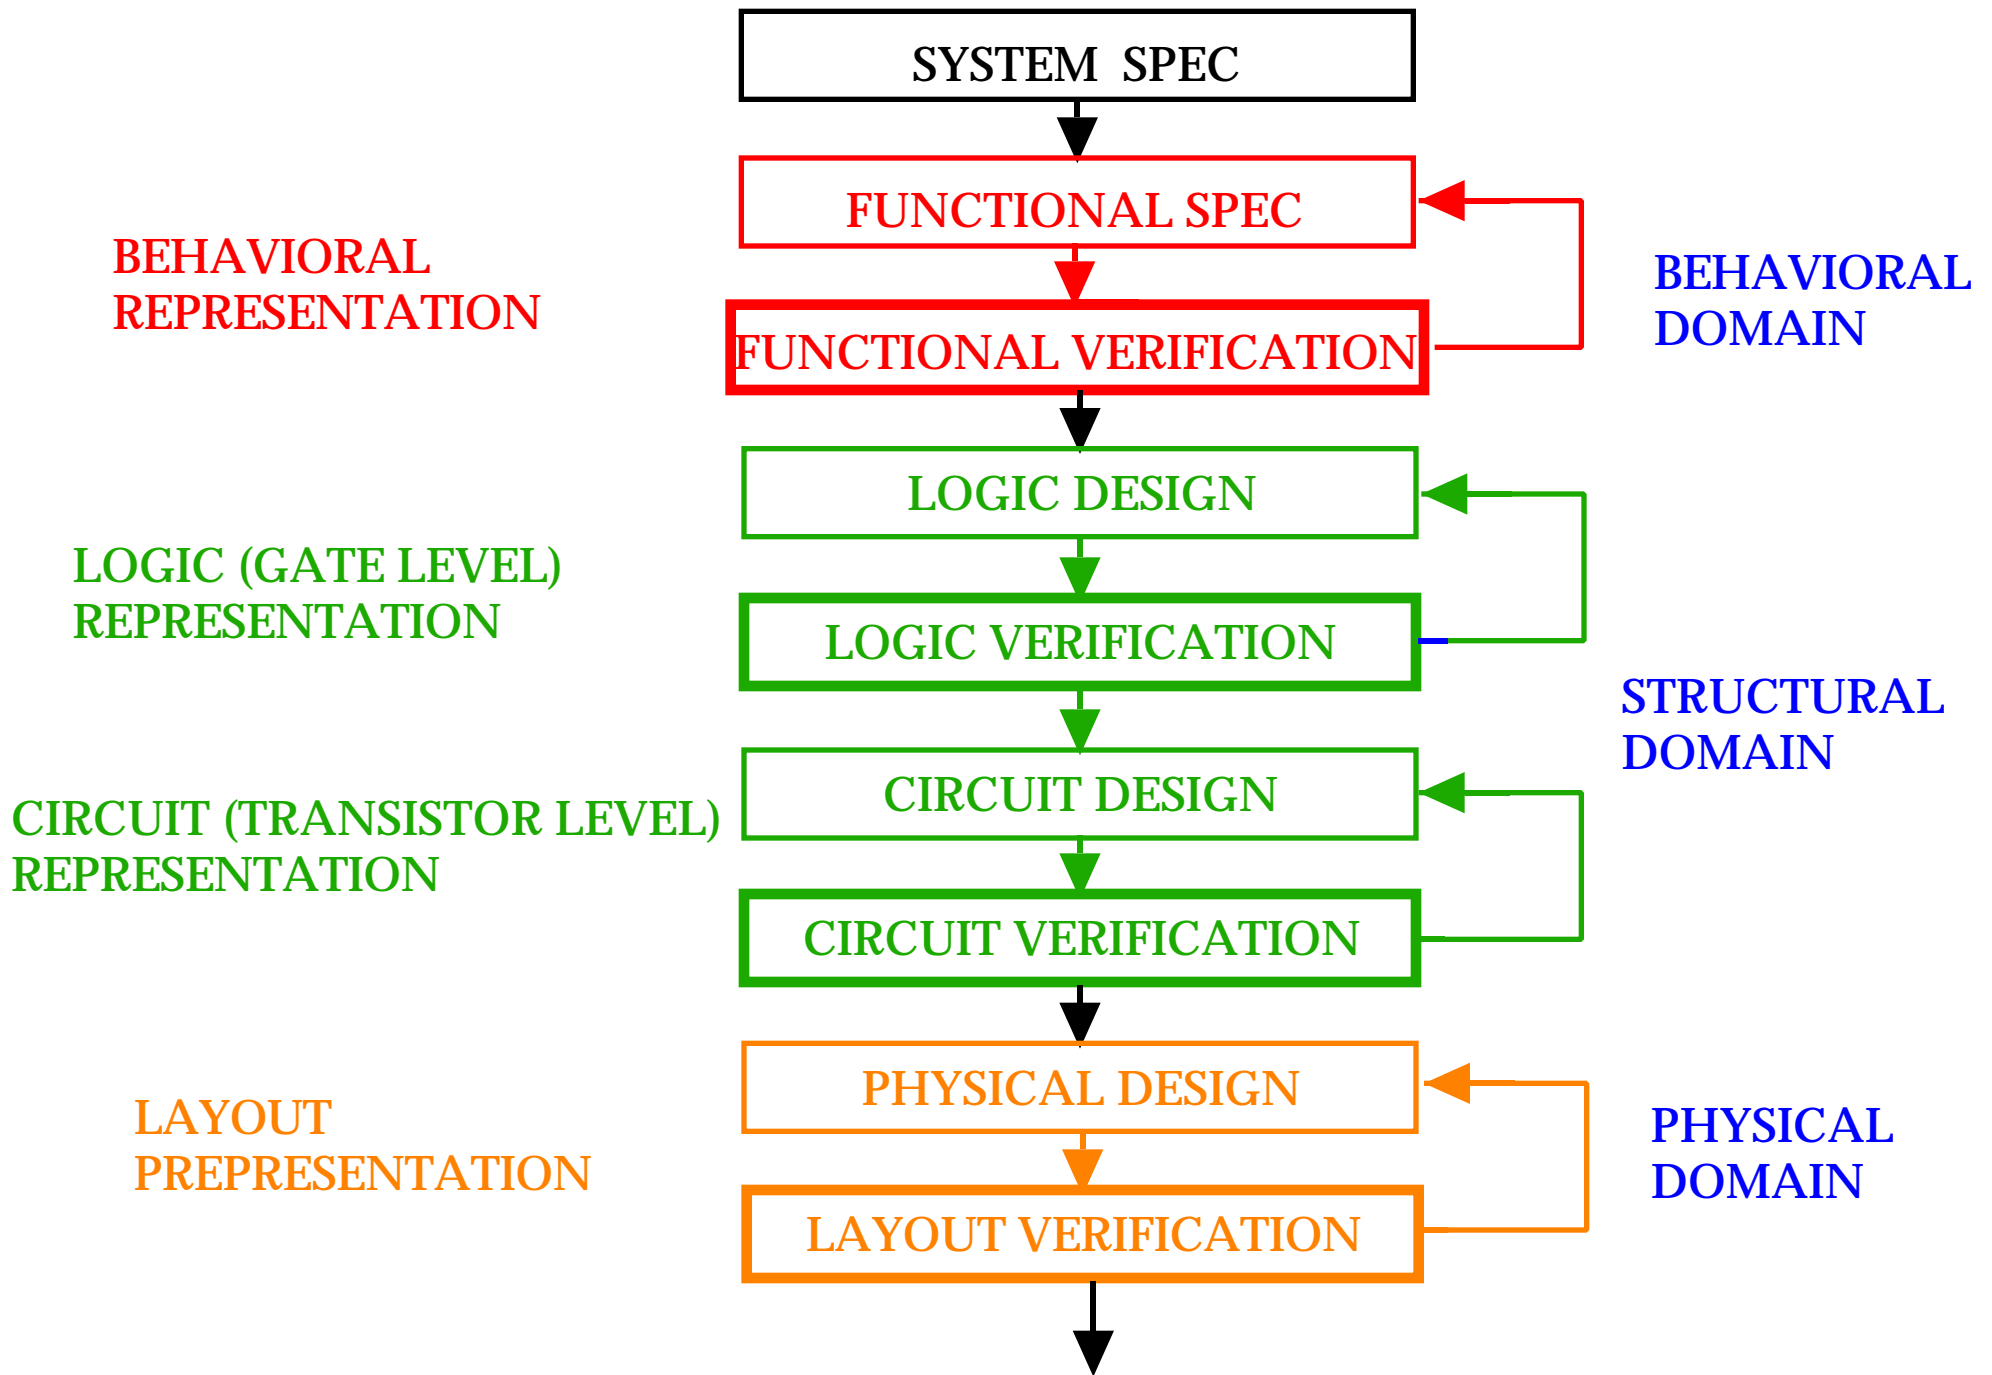 SYSTEM SPEC
FUNCTIONAL SPEC
BEHAVIORAL
REPRESENTATION
BEHAVIORAL
DOMAIN
FUNCTIONAL VERIFICATION
LOGIC DESIGN
LOGIC (GATE LEVEL)
REPRESENTATION
LOGIC VERIFICATION
STRUCTURAL
DOMAIN
CIRCUIT DESIGN
CIRCUIT (TRANSISTOR LEVEL)
REPRESENTATION
CIRCUIT VERIFICATION
PHYSICAL DESIGN
LAYOUT
PREPRESENTATION
PHYSICAL
DOMAIN
LAYOUT VERIFICATION